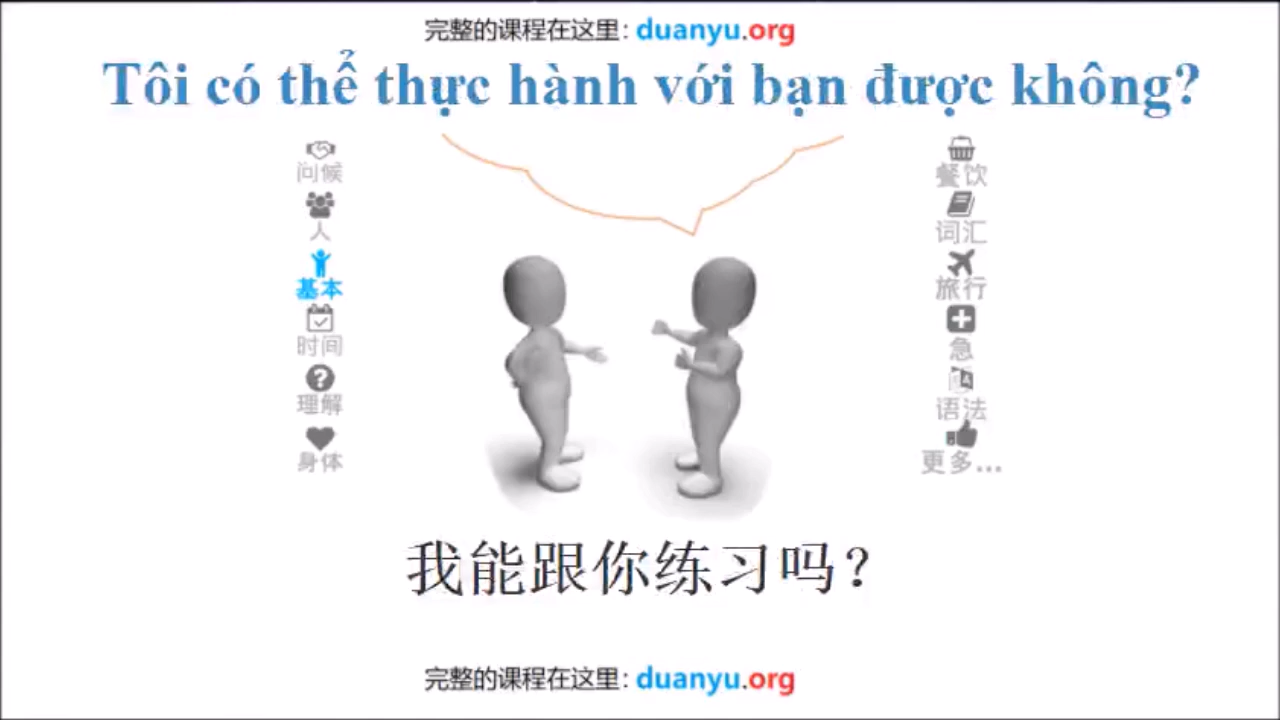 完整的课程在这里: duanyu.org
Tôi có thể thực hành với bạn được không?
问候
人
基本
时间
理解
身体
餐饮
词汇
旅行
急
语法
更多...
我能跟你练习吗?
完整的课程在这里: duanyu.org